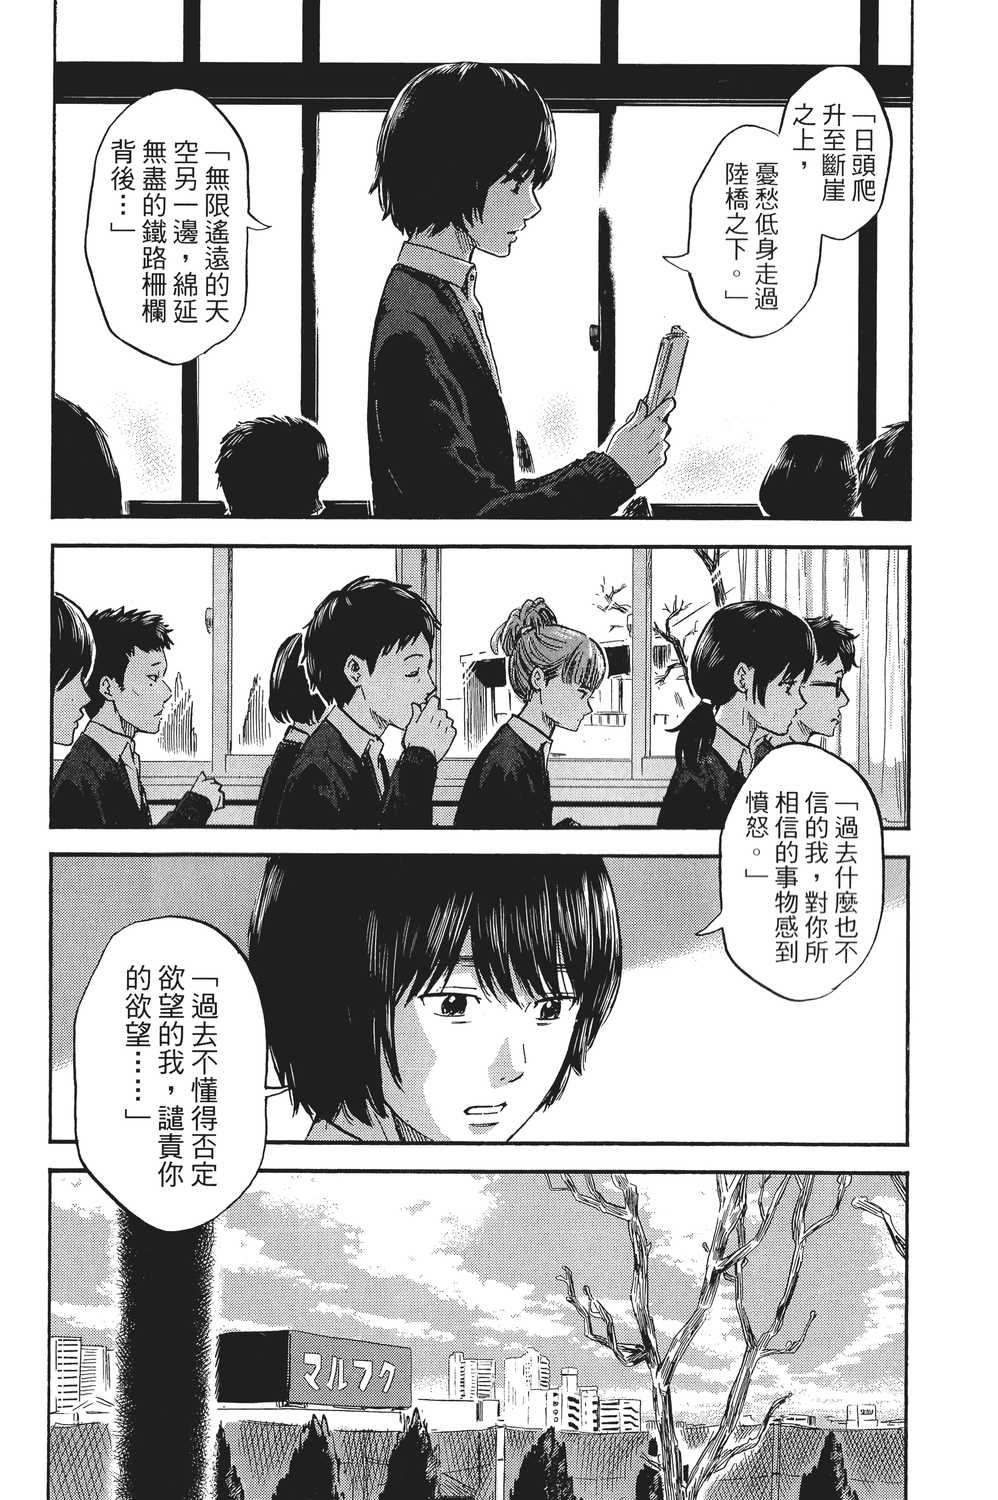 「日頭爬
升至斷崖
之上，
憂愁低身走過
陸橋之下。」
「無限遙遠的天
空另一邊，綿延
無盡的鐵路柵欄
背後…」
「過去什麼也不
信的我，對你所
相信的事物感到
憤怒。」
「過去不懂得否定
欲望的我，譴責你
的欲望……」
マルフク